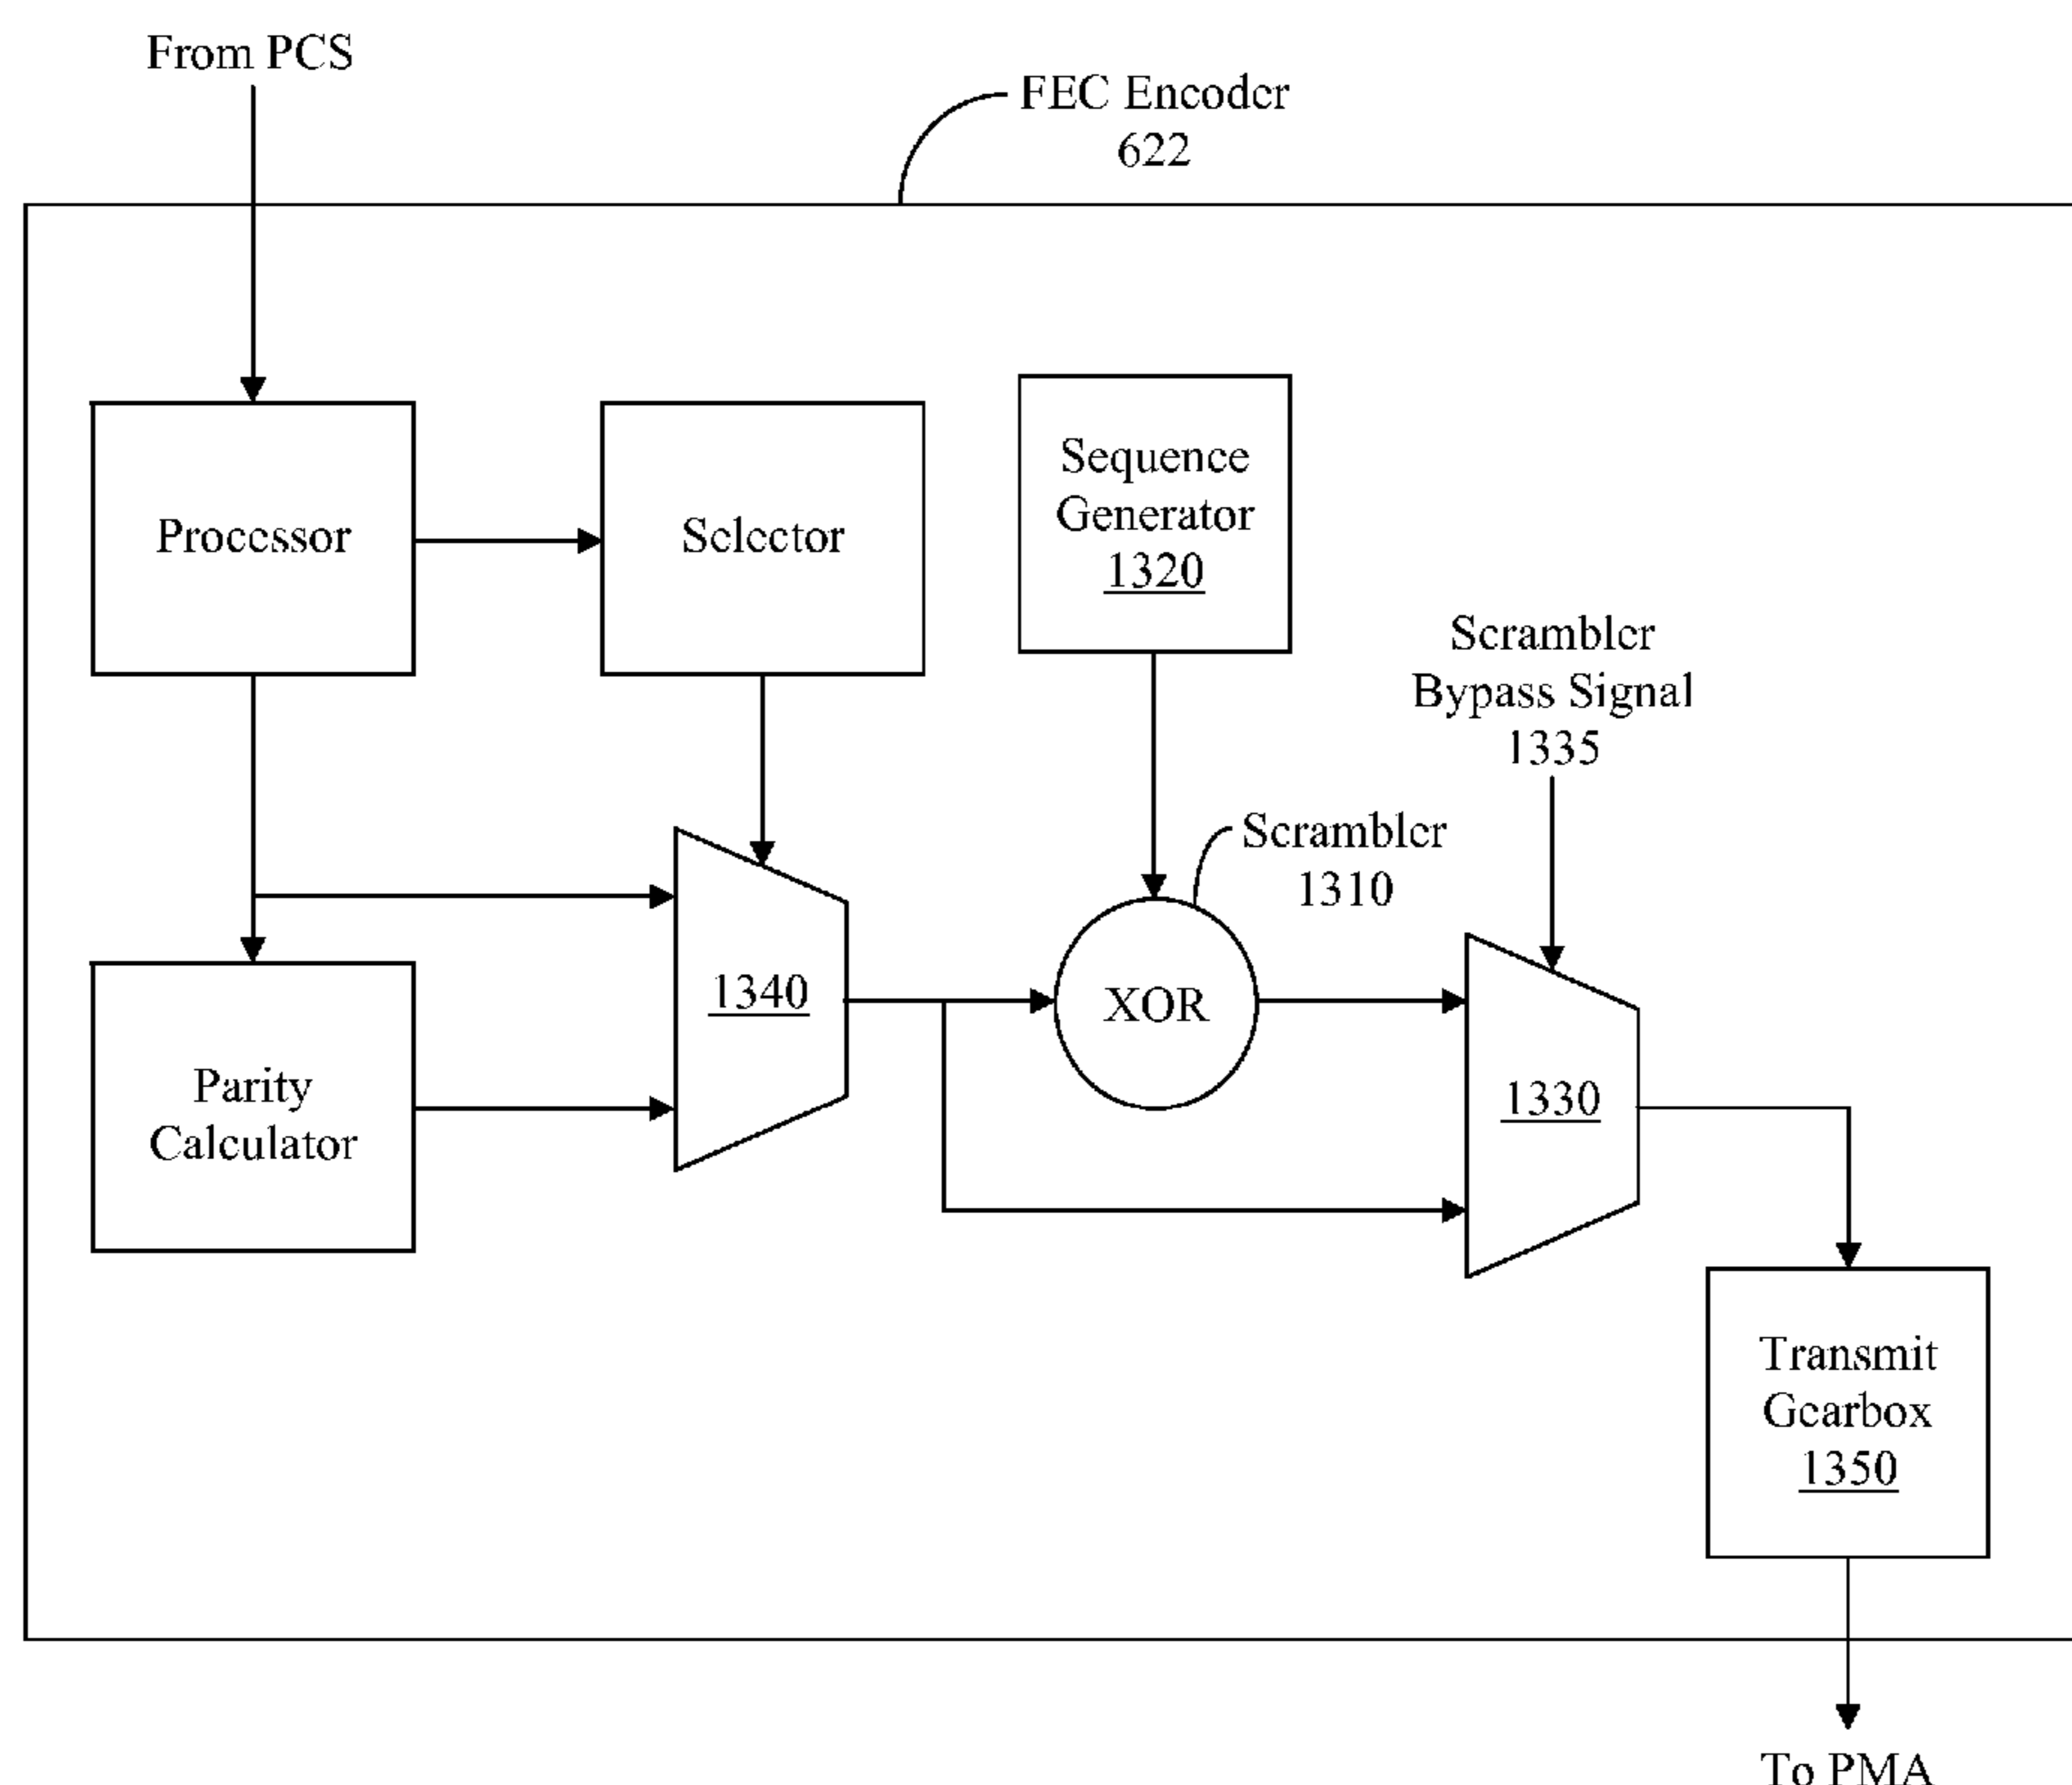 From PCS
FEC Encoder
622
Processor
Selector
Sequence
Generator
1320
Scrambler
Bypass Signal
1335
Scrambler
1310
1340
XOR
1330
Parity
Calculator
Transmit
Gearbox
1350
To PMA